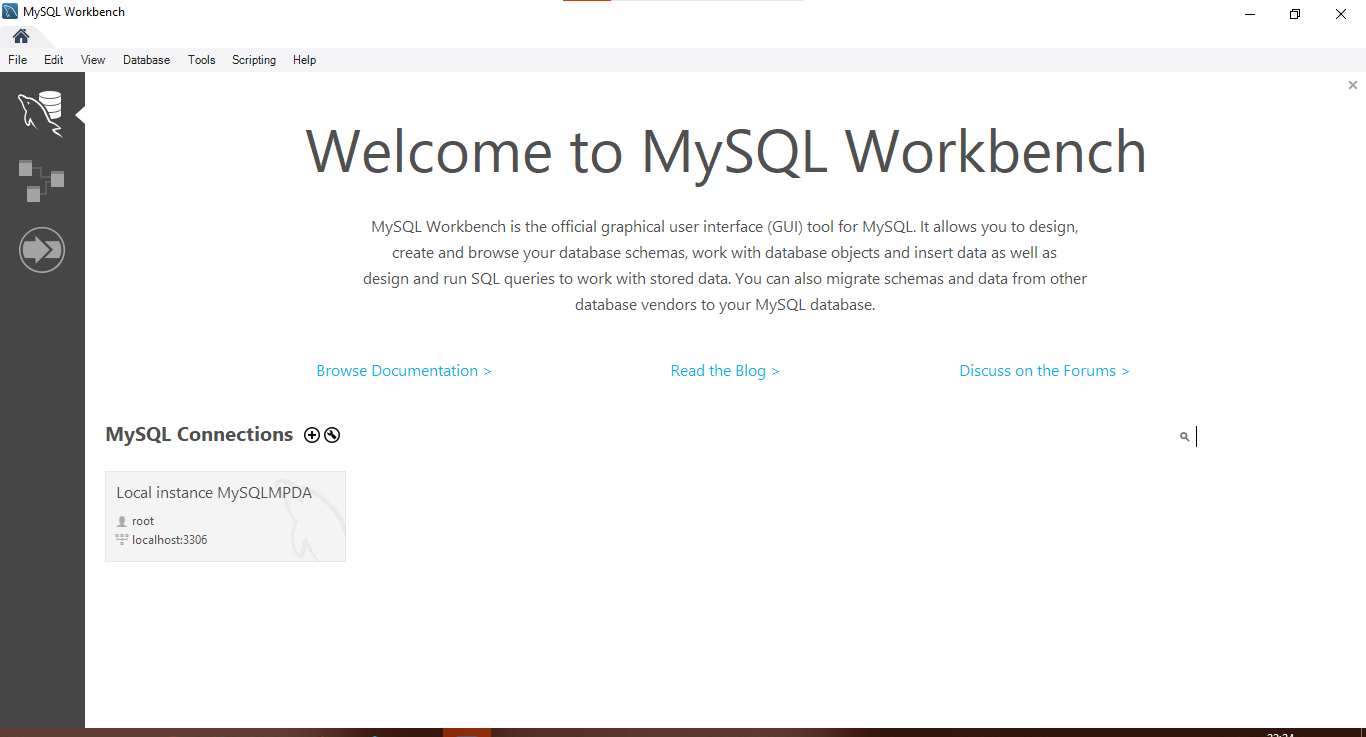 MySQL Workbench
File Edit View Database Tools Scripting Help
Welcome to MySQL Workbench
MySQL Workbench is the official graphical user interface (GUI) tool for MySQL. It allows you to design,
create and browse your database schemas, work with database objects and insert data as well as
design and run SQL queries to work with stored data. You can also migrate schemas and data from other
database vendors to your MySQL database.
Browse Documentation > Read the Blog > Discuss on the Forums >
MySQL Connections
Local instance MySQLMPDA
root
localhost:3306